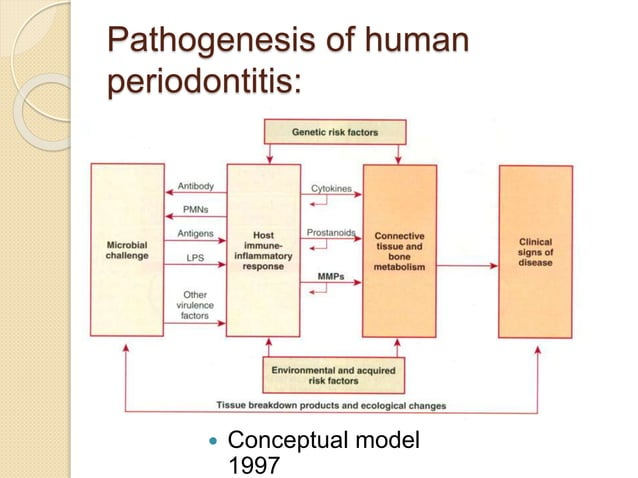 Pathogenesis of human
periodontitis:
Genetic risk factors
Microbial
challenge
Antibody
PMNs
Antigens
LPS
Other
virulence
factors
Host
immune-
inflammatory
response
Cytokines
Prostanoids
MMPs
Connective
tissue and
bone
metabolism
Clinical
signs of
disease
Environmental and acquired
risk factors
Tissue breakdown products and ecological changes
Conceptual model
1997